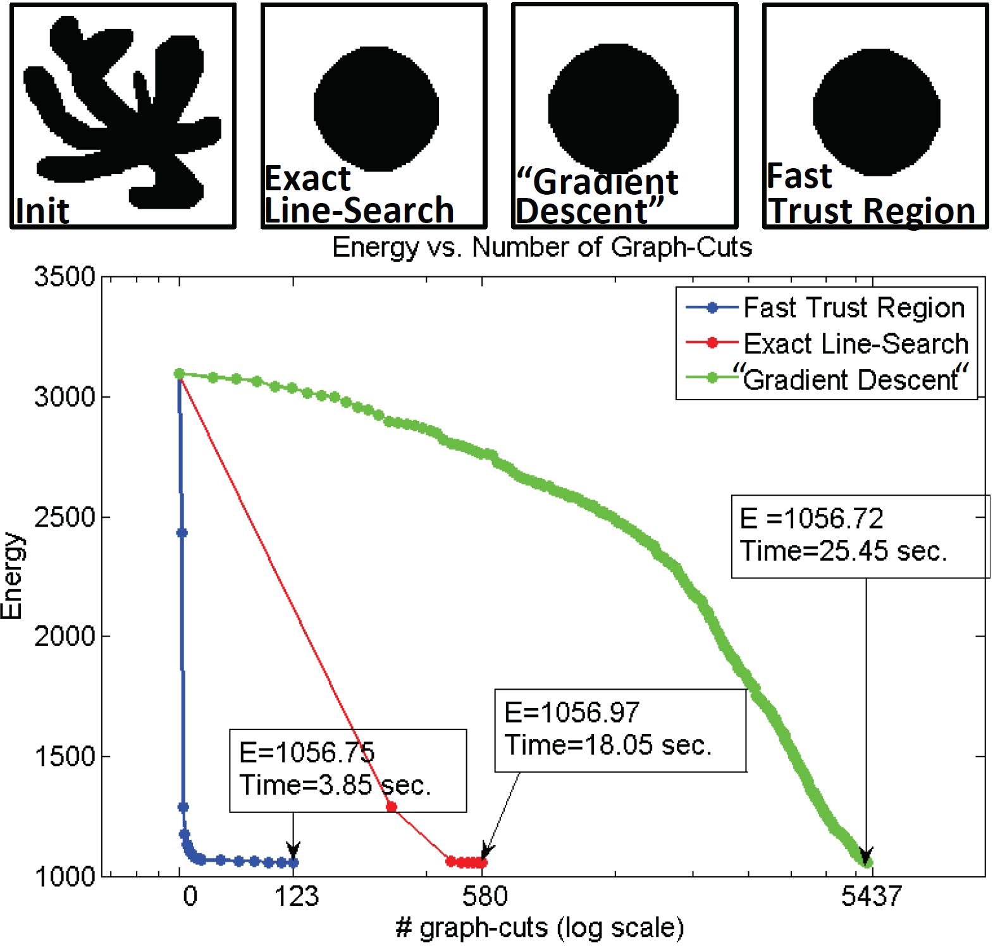 Init
Exact
Line-Search
“Gradient
Descent”
Fast
Trust Region
Energy vs. Number of Graph-Cuts
3500
3000
2500
2000
1500
1000
Energy
Fast Trust Region
Exact Line-Search
“Gradient Descent“
E =1056.72
Time=25.45 sec.
E=1056.97
Time=18.05 sec.
E=1056.75
Time=3.85 sec.
0 123 580 5437
# graph-cuts (log scale)